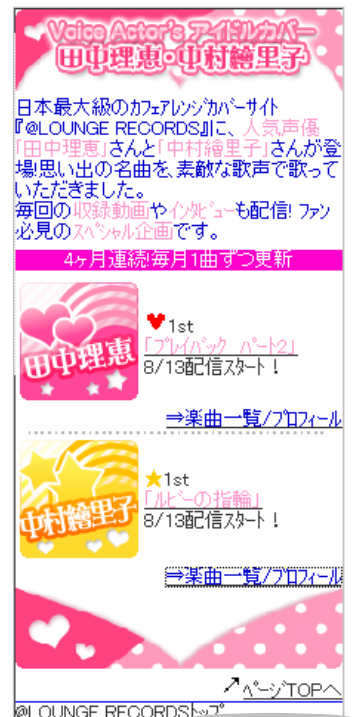 Voice Actor's アイドルカバー
田中理恵・中村繪里子
日本最大級のｶﾌｪｱﾚﾝｼﾞｶﾊﾞｰｻｲﾄ
『@LOUNGE RECORDS』に、人気声優
「田中理恵」さんと「中村繪里子」さんが登
場!思い出の名曲を、素敵な歌声で歌って
いただきました。
毎回の収録動画やｲﾝﾀﾋﾞｭｰも配信! ﾌｧﾝ
必見のｽﾍﾟｼｬﾙ企画です。
4ヶ月連続!毎月1曲ずつ更新
田中理恵
♥1st
「ﾌﾟﾚｲﾊﾞｯｸ ﾊﾟｰﾄ2」
8/13配信ｽﾀｰﾄ！
⇒楽曲一覧/ﾌﾟﾛﾌｨｰﾙ
中村繪里子
★1st
「ﾙﾋﾞｰの指輪」
8/13配信ｽﾀｰﾄ！
⇒楽曲一覧/ﾌﾟﾛﾌｨｰﾙ
↗ﾍﾟｰｼﾞTOPへ
@LOUNGE RECORDSﾄｯﾌﾟ